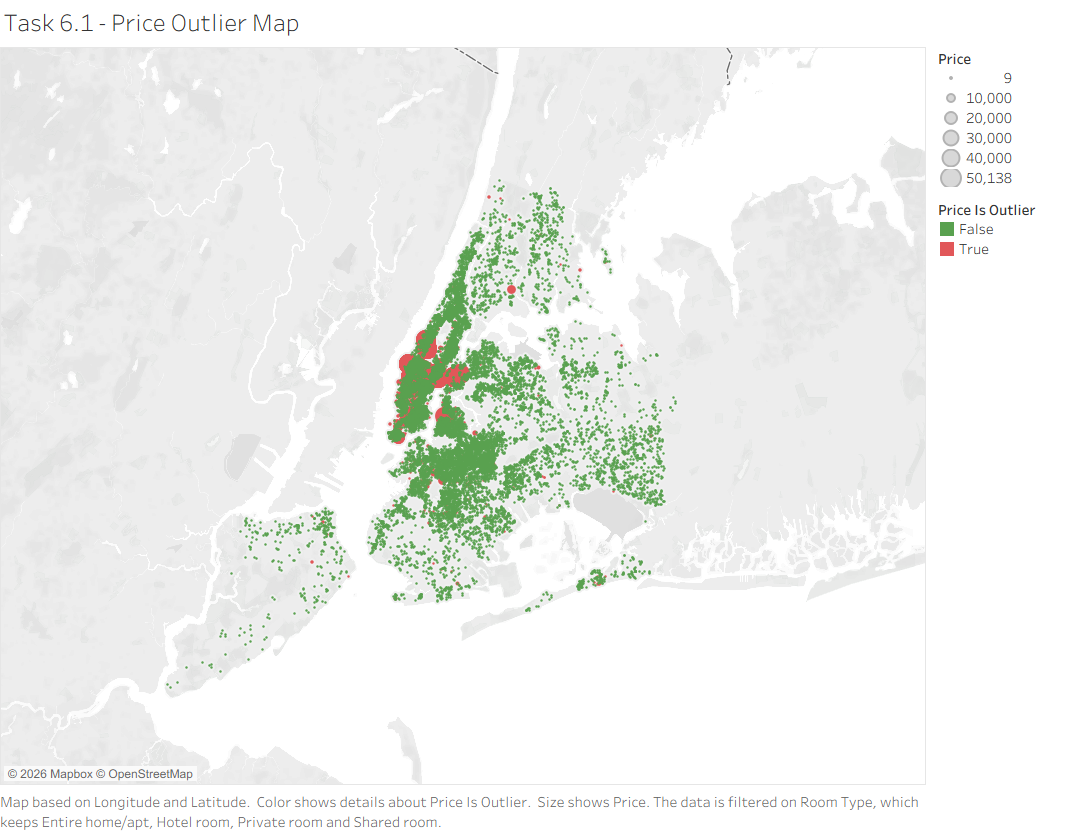 Task 6.1 - Price Outlier Map
Price
9
10,000
20,000
30,000
40,000
50,138
Price Is Outlier
False
True
© 2026 Mapbox © OpenStreetMap
Map based on Longitude and Latitude.  Color shows details about Price Is Outlier.  Size shows Price. The data is filtered on Room Type, which
keeps Entire home/apt, Hotel room, Private room and Shared room.